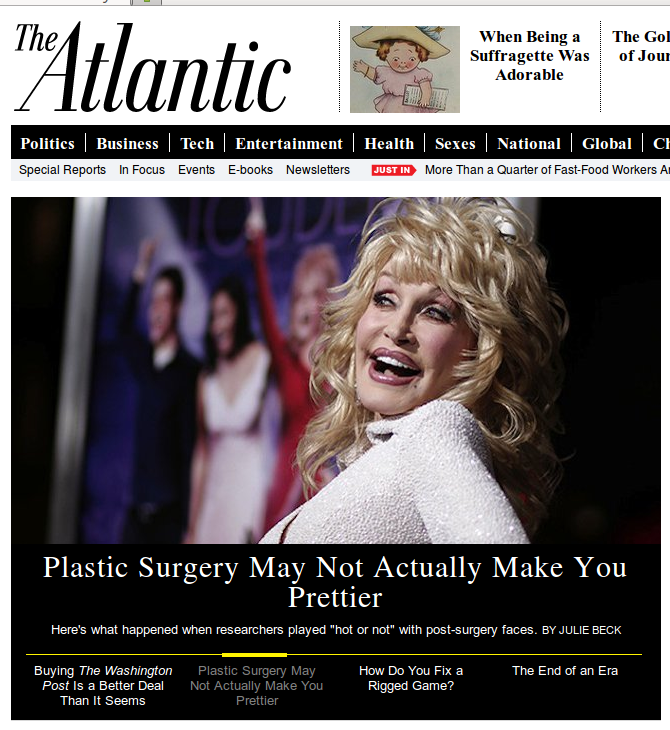 The Atlantic
When Being a
Suffragette Was
Adorable
The Gol
of Jour
Politics Business Tech Entertainment Health Sexes National Global Ch
Special Reports In Focus Events E-books Newsletters JUST IN More Than a Quarter of Fast-Food Workers Ar
Plastic Surgery May Not Actually Make You
Prettier
Here's what happened when researchers played "hot or not" with post-surgery faces. BY JULIE BECK
Buying The Washington
Post Is a Better Deal
Than It Seems
Plastic Surgery May
Not Actually Make You
Prettier
How Do You Fix a
Rigged Game?
The End of an Era